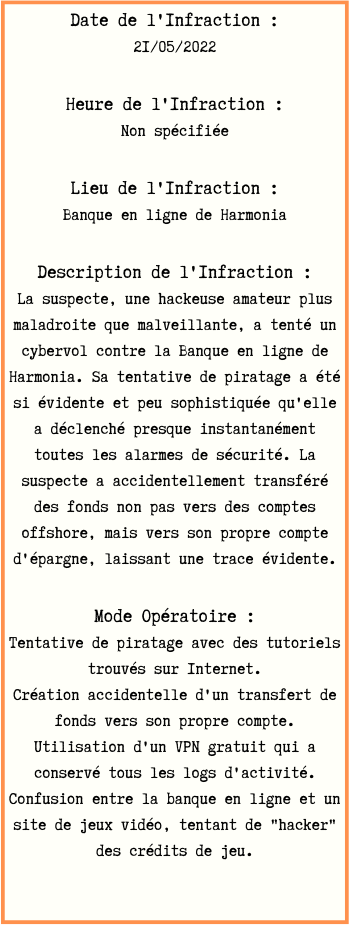 Date de l'Infraction :
2I/05/2022
Heure de l'Infraction :
Non spécifiée
Lieu de l'Infraction :
Banque en ligne de Harmonia
Description de l'Infraction :
La suspecte, une hackeuse amateur plus
maladroite que malveillante, a tenté un
cybervol contre la Banque en ligne de
Harmonia. Sa tentative de piratage a été
si évidente et peu sophistiquée qu'elle
a déclenché presque instantanément
toutes les alarmes de sécurité. La
suspecte a accidentellement transféré
des fonds non pas vers des comptes
offshore, mais vers son propre compte
d'épargne, laissant une trace évidente.
Mode Opératoire :
Tentative de piratage avec des tutoriels
trouvés sur Internet.
Création accidentelle d'un transfert de
fonds vers son propre compte.
Utilisation d'un VPN gratuit qui a
conservé tous les logs d'activité.
Confusion entre la banque en ligne et un
site de jeux vidéo, tentant de "hacker"
des crédits de jeu.